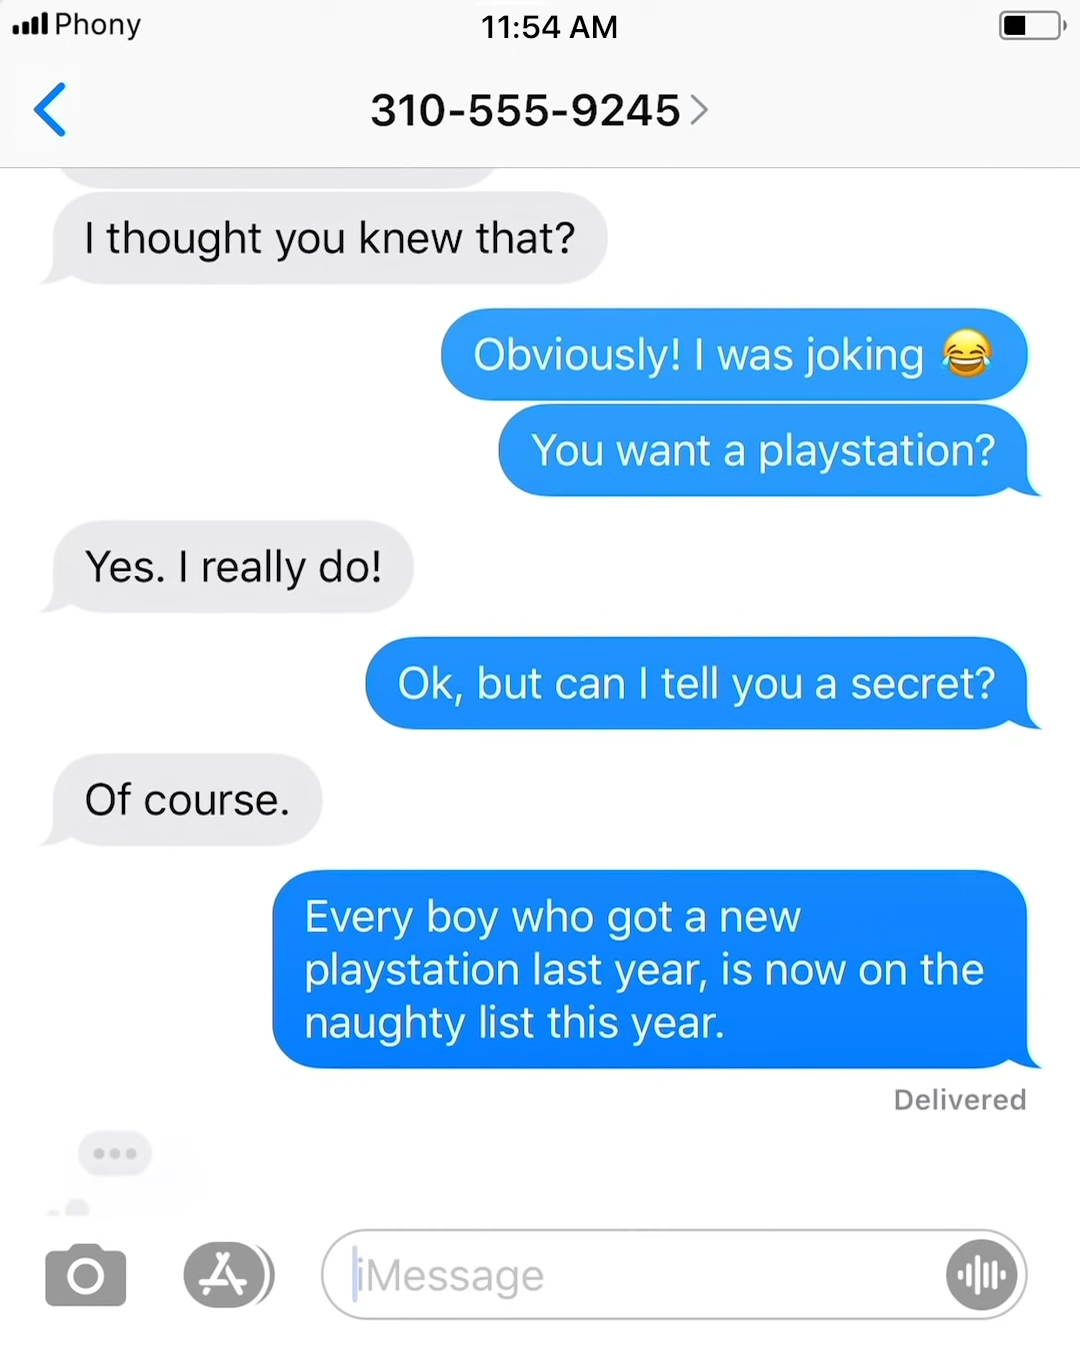 Phony
11:54 AM
310-555-9245
I thought you knew that?
Obviously! I was joking 😂
You want a playstation?
Yes. I really do!
Ok, but can I tell you a secret?
Of course.
Every boy who got a new
playstation last year, is now on the
naughty list this year.
Delivered
iMessage